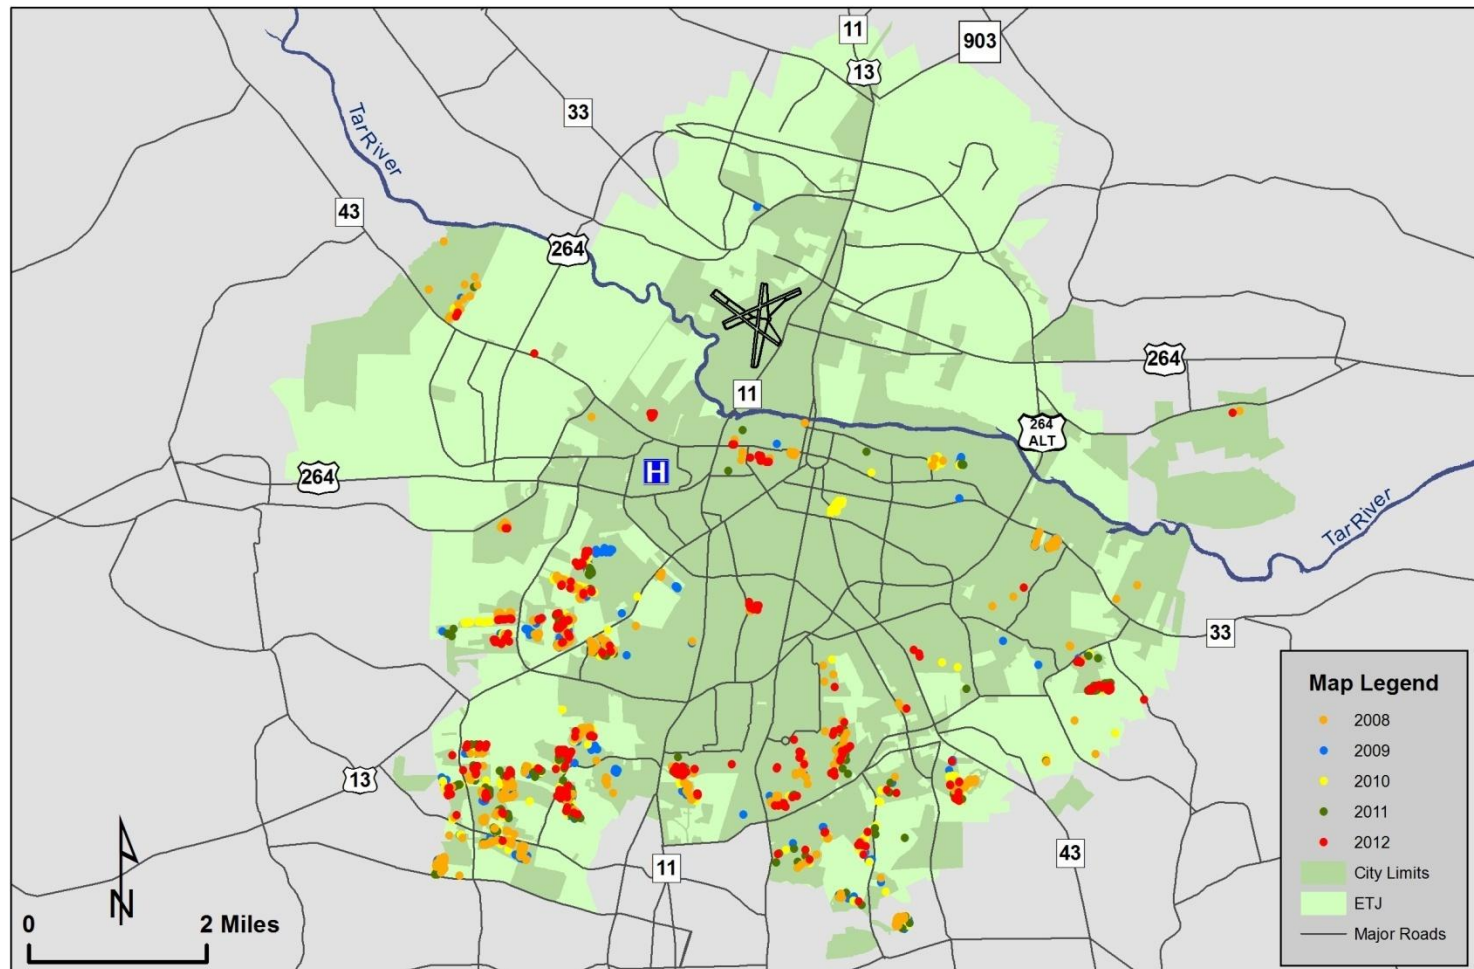 11
903
13
33
Tar River
43
264
264
11
264
ALT
H
264
Tar River
33
Map Legend
2008
2009
2010
2011
2012
City Limits
ETJ
Major Roads
13
11
43
N
0 2 Miles